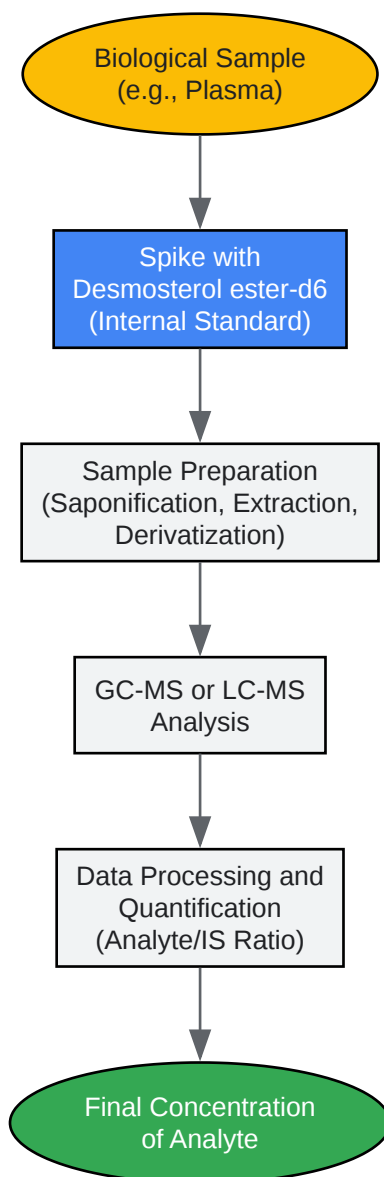 Biological Sample
(e.g., Plasma)
Spike with
Desmosterol ester-d6
(Internal Standard)
Sample Preparation
(Saponification, Extraction,
Derivatization)
GC-MS or LC-MS
Analysis
Data Processing and
Quantification
(Analyte/IS Ratio)
Final Concentration
of Analyte